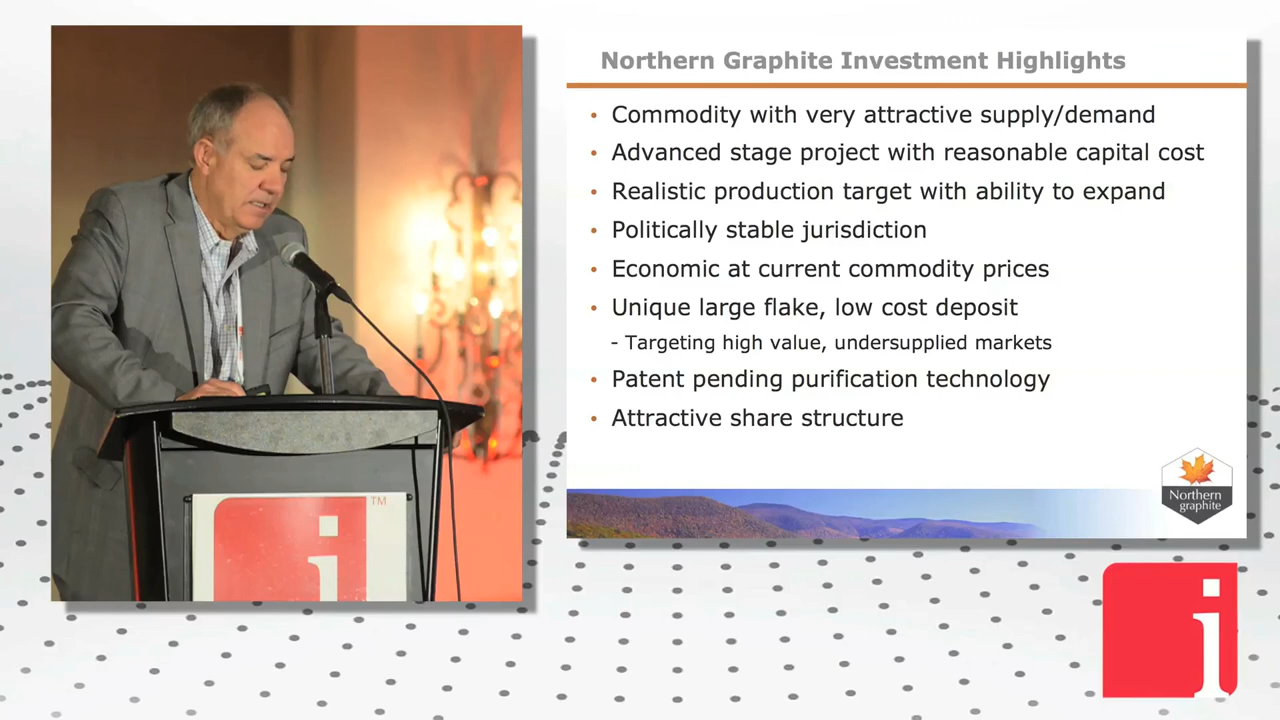 Northern Graphite Investment Highlights
• Commodity with very attractive supply/demand
• Advanced stage project with reasonable capital cost
• Realistic production target with ability to expand
• Politically stable jurisdiction
• Economic at current commodity prices
• Unique large flake, low cost deposit
- Targeting high value, undersupplied markets
• Patent pending purification technology
• Attractive share structure
Northern
graphite
i
TM
i